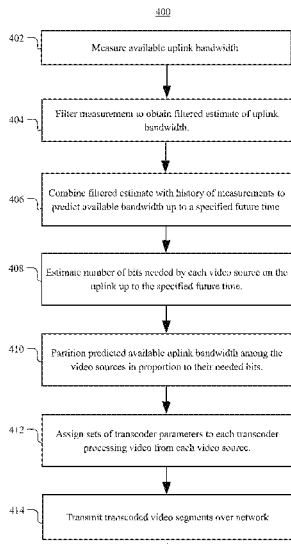 400
402
Measure available uplink bandwidth
404
Filter measurement to obtain filtered estimate of uplink
bandwidth.
406
Combine filtered estimate with history of measurements to
predict available bandwidth up to a specified future time
408
Estimate number of bits needed by each video source on the
uplink up to the specified future time.
410
Partition predicted available uplink bandwidth among the
video sources in proportion to their needed bits.
412
Assign sets of transcoder parameters to each transcoder
processing video from each video source.
414
Transmit transcoded video segments over network